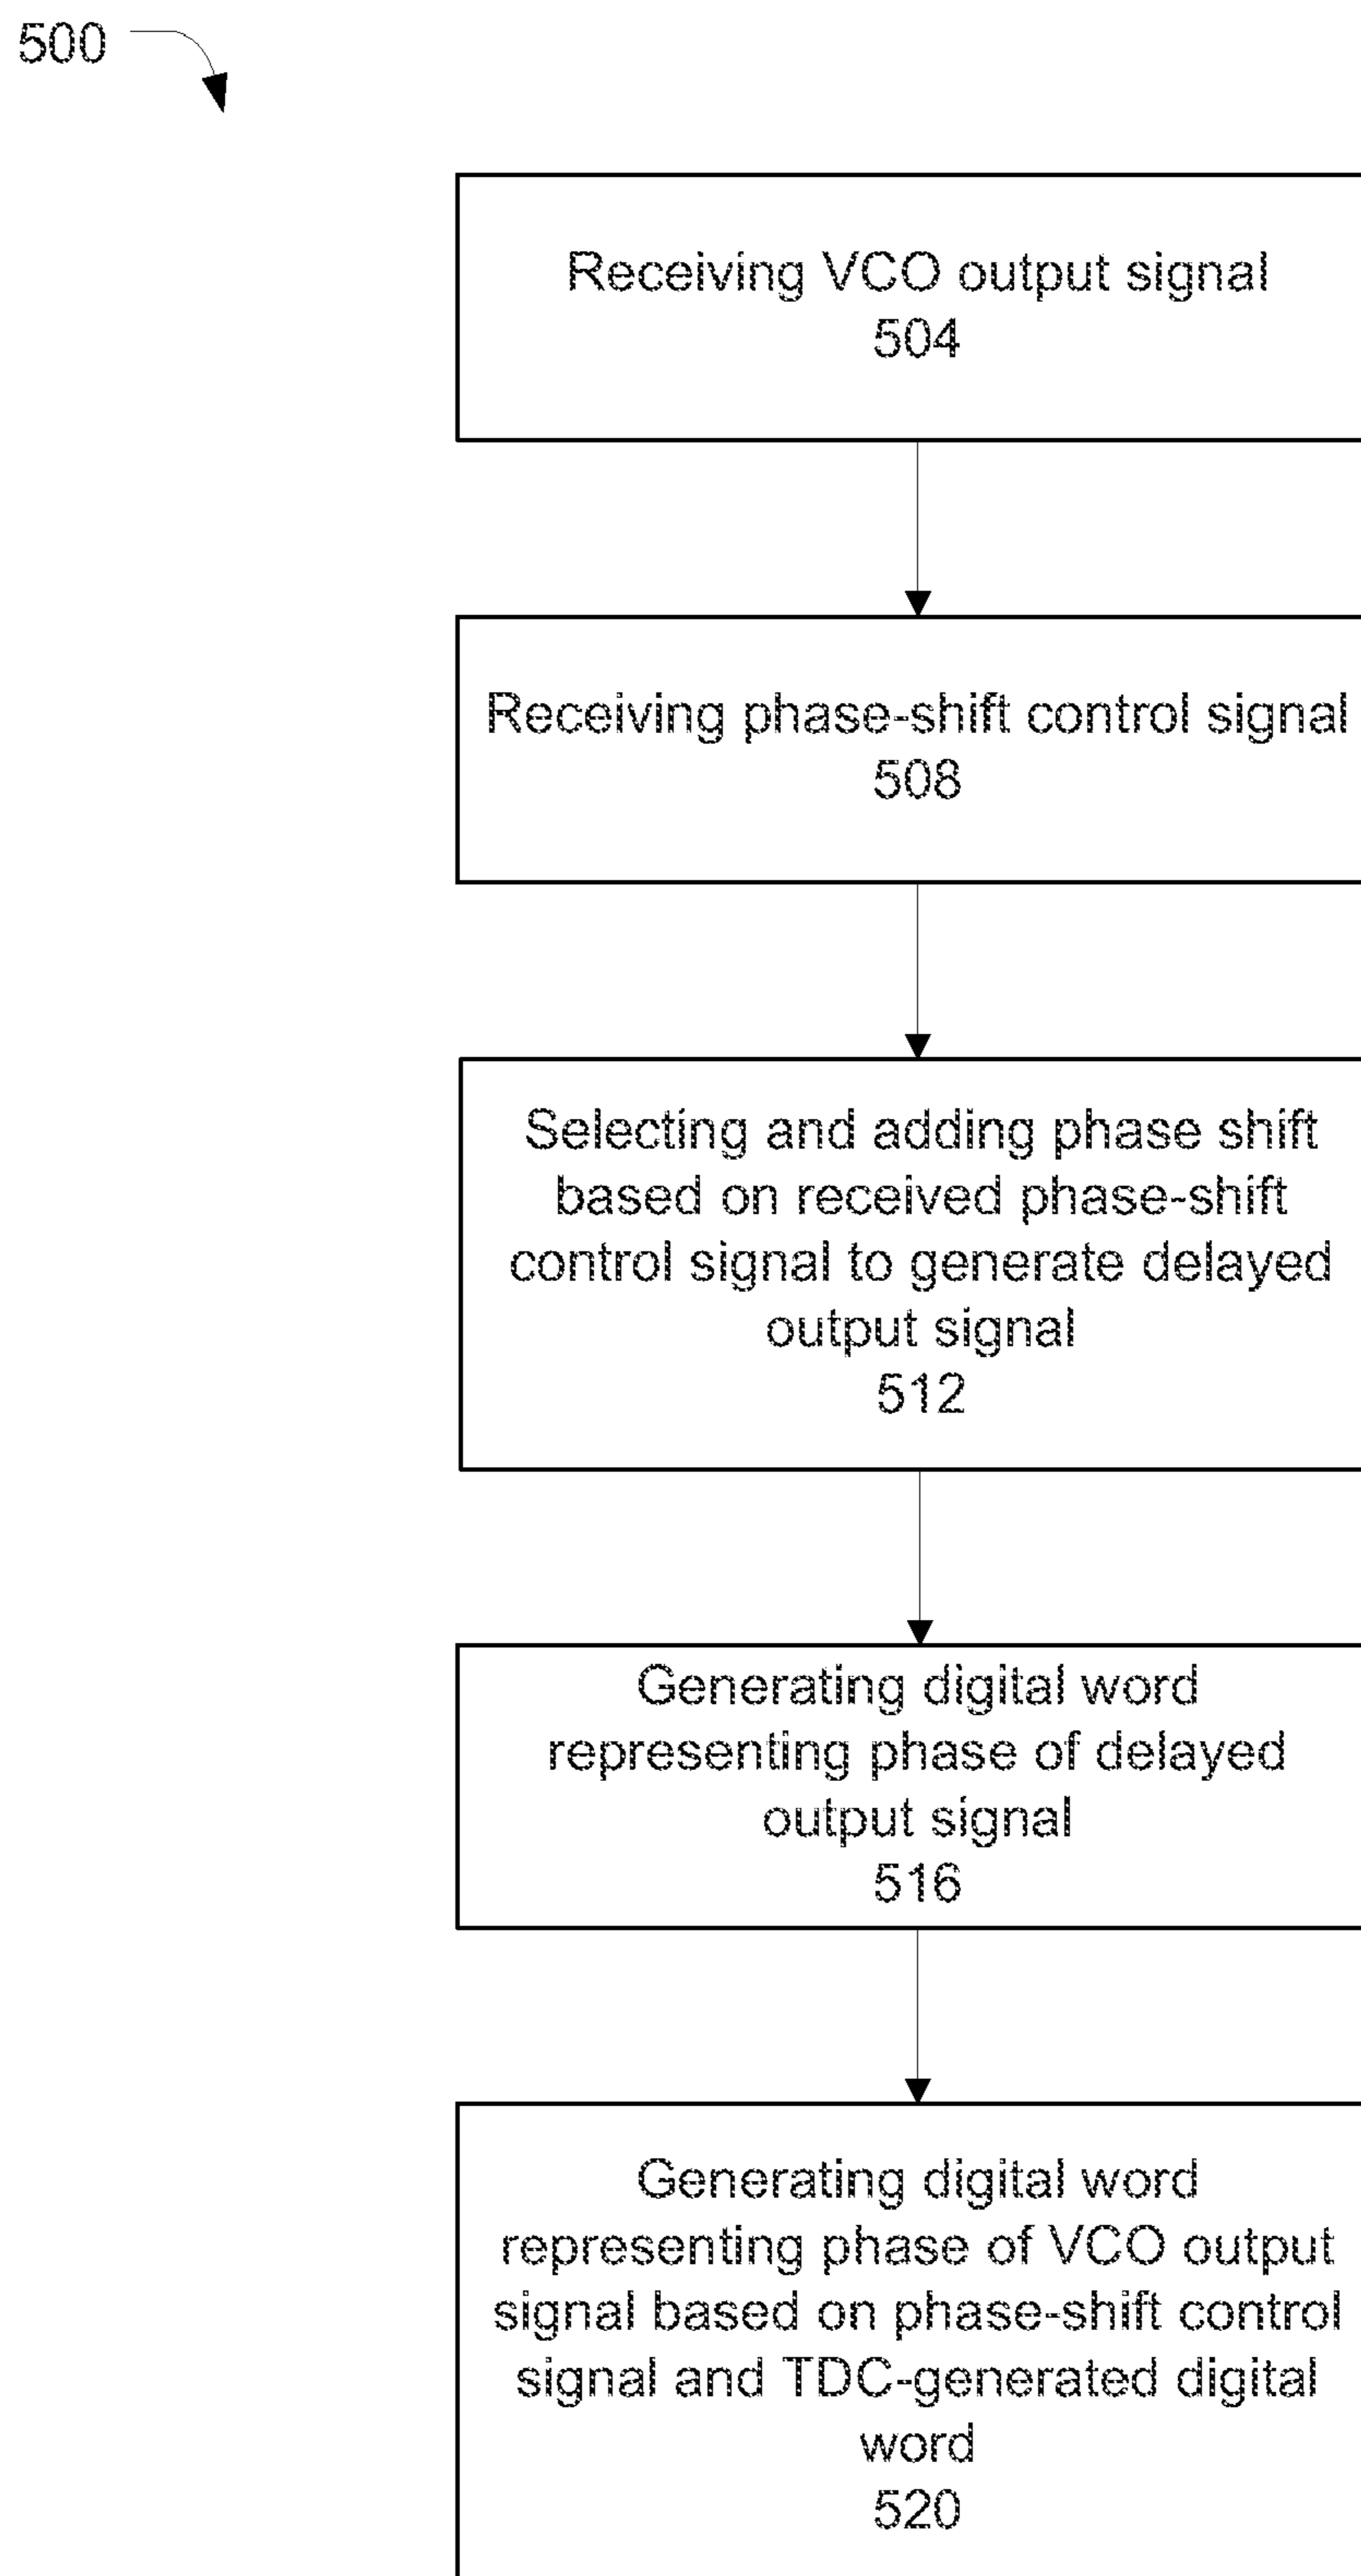 500
Receiving VCO output signal
504
Receiving phase-shift control signal
508
Selecting and adding phase shift
based on received phase-shift
control signal to generate delayed
output signal
512
Generating digital word
representing phase of delayed
output signal
516
Generating digital word
representing phase of VCO output
signal based on phase-shift control
signal and TDC-generated digital
word
520